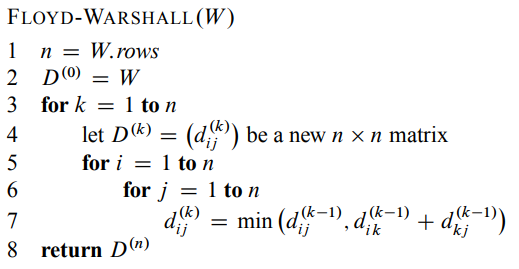 FLOYD-WARSHALL(W)
1 n = W.rows
2 D^(0) = W
3 for k = 1 to n
4 let D^(k) = (d_ij^(k)) be a new n × n matrix
5 for i = 1 to n
6 for j = 1 to n
7 d_ij^(k) = min (d_ij^(k-1), d_ik^(k-1) + d_kj^(k-1))
8 return D^(n)